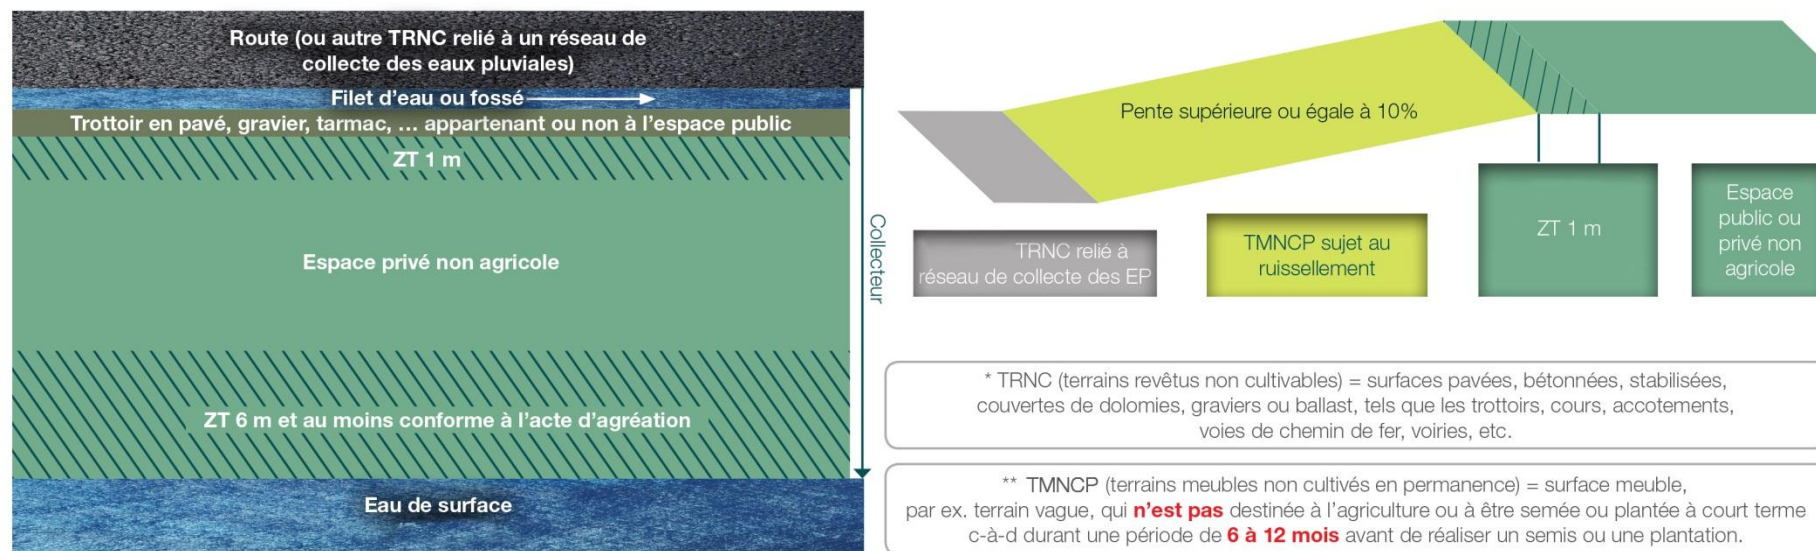 Route (ou autre TRNC relié à un réseau de
collecte des eaux pluviales)
Filet d'eau ou fossé
Trottoir en pavé, gravier, tarmac, ... appartenant ou non à l'espace public
ZT 1 m
Espace privé non agricole
ZT 6 m et au moins conforme à l'acte d'agréation
Eau de surface
Collecteur
Pente supérieure ou égale à 10%
TRNC relié à
réseau de collecte des EP
TMNCP sujet au
ruissellement
ZT 1 m
Espace
public ou
privé non
agricole
* TRNC (terrains revêtus non cultivables) = surfaces pavées, bétonnées, stabilisées,
couvertes de dolomies, graviers ou ballast, tels que les trottoirs, cours, accotements,
voies de chemin de fer, voiries, etc.
** TMNCP (terrains meubles non cultivés en permanence) = surface meuble,
par ex. terrain vague, qui n'est pas destinée à l'agriculture ou à être semée ou plantée à court terme
c-à-d durant une période de 6 à 12 mois avant de réaliser un semis ou une plantation.